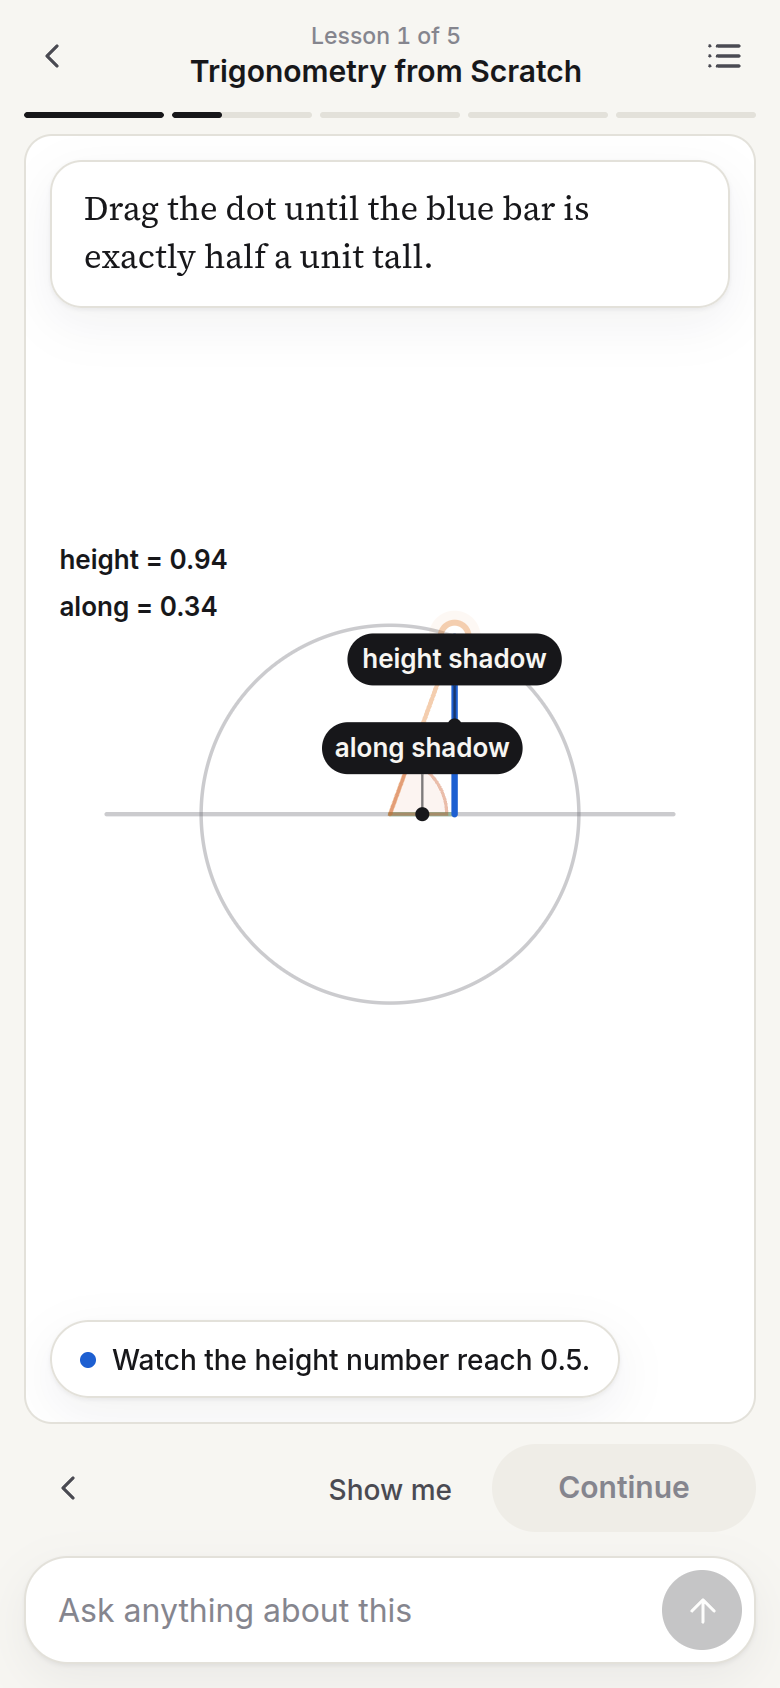 Lesson 1 of 5
Trigonometry from Scratch
Drag the dot until the blue bar is
exactly half a unit tall.
height = 0.94
along = 0.34
height shadow
along shadow
Watch the height number reach 0.5.
Show me
Continue
Ask anything about this